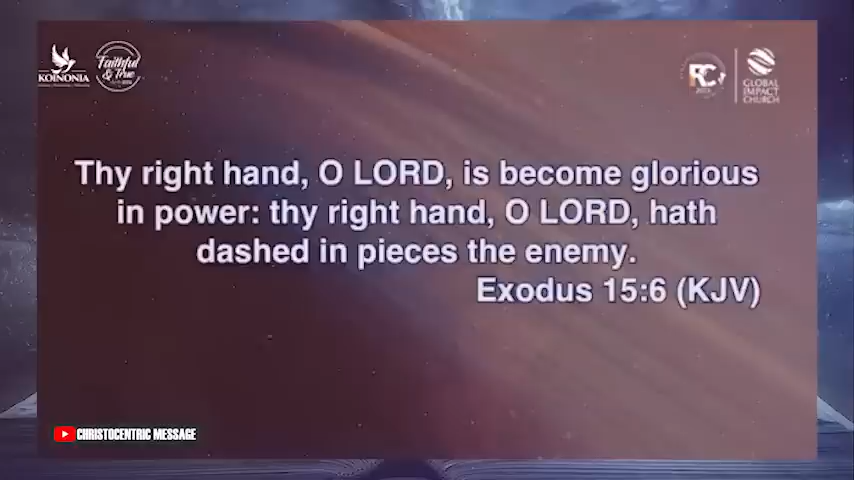 KOINONIA
Faithful
& True
RC
GLOBAL
IMPACT
CHURCH
Thy right hand, O LORD, is become glorious
in power: thy right hand, O LORD, hath
dashed in pieces the enemy.
Exodus 15:6 (KJV)
CHRISTOCENTRIC MESSAGE